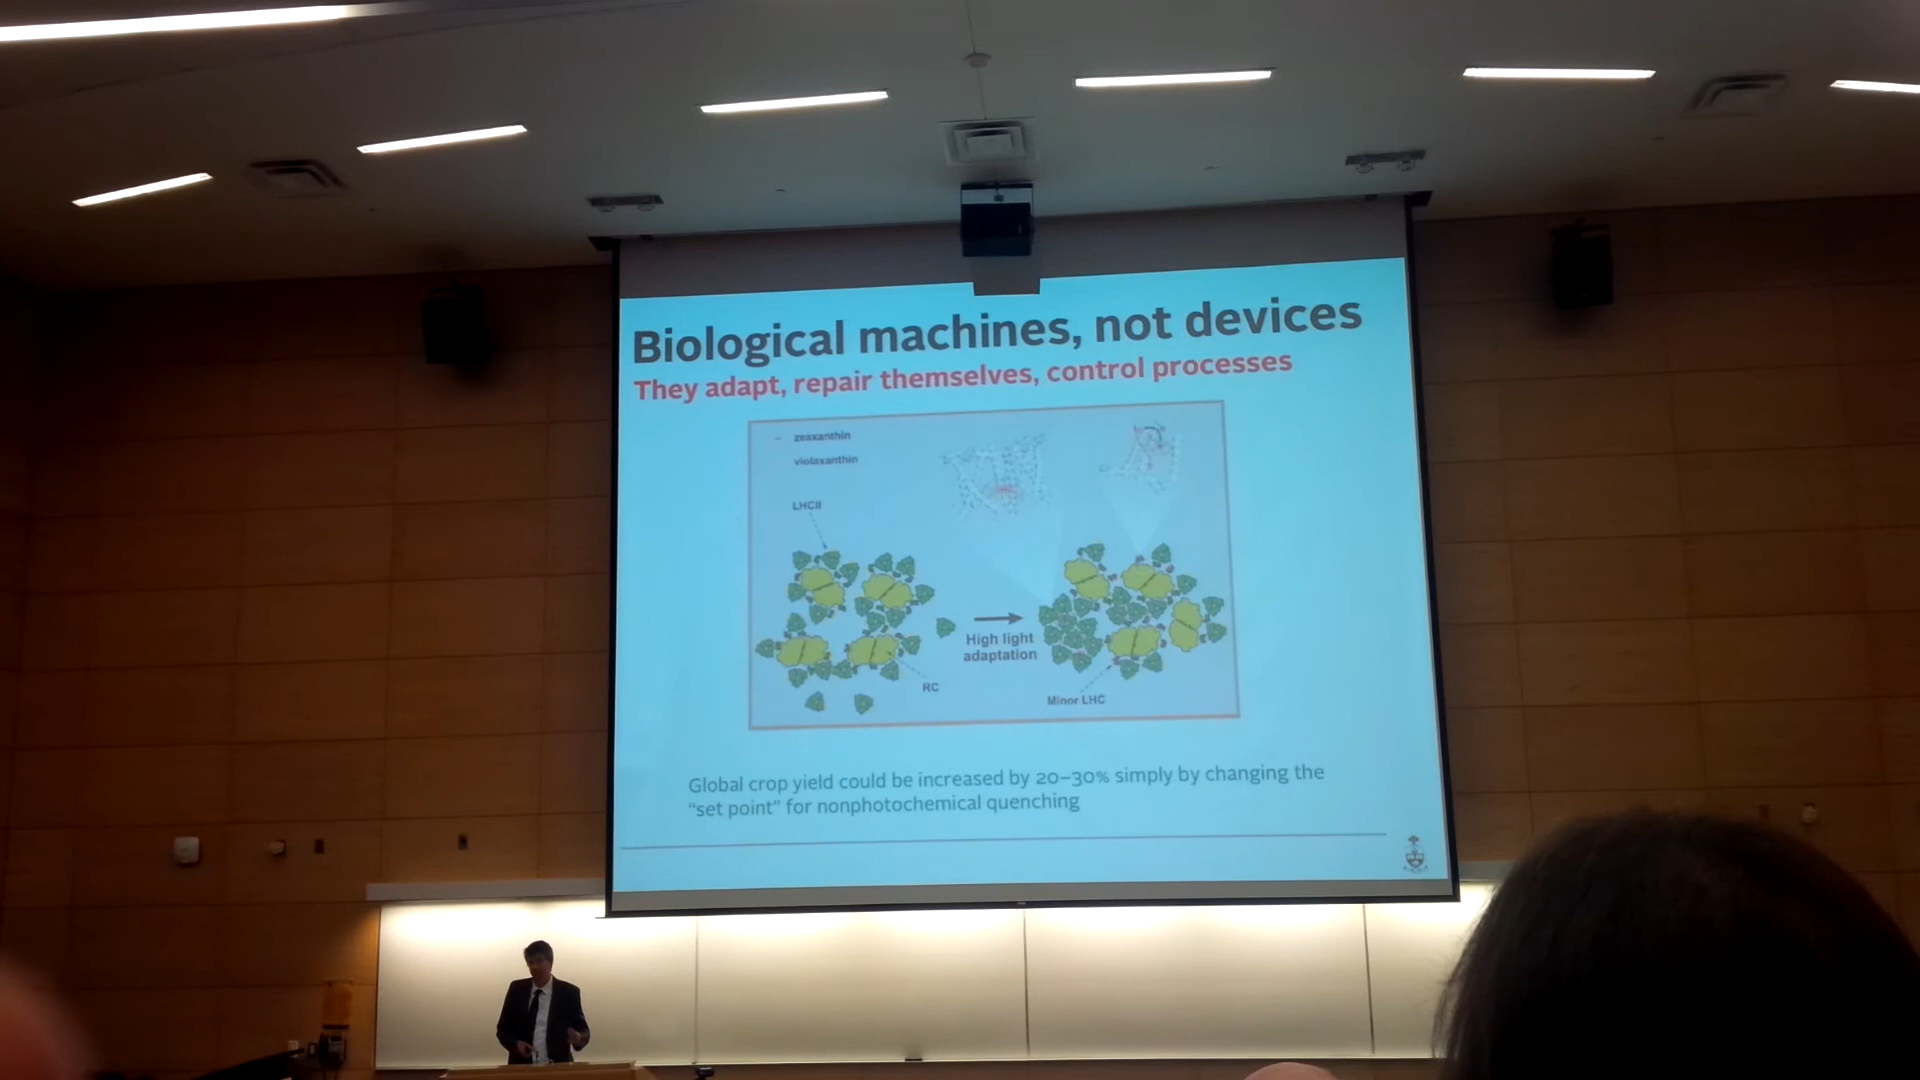 Biological machines, not devices
They adapt, repair themselves, control processes
zeaxanthin
violaxanthin
LHCII
High light
adaptation
RC
Minor LHC
Global crop yield could be increased by 20–30% simply by changing the
“set point” for nonphotochemical quenching